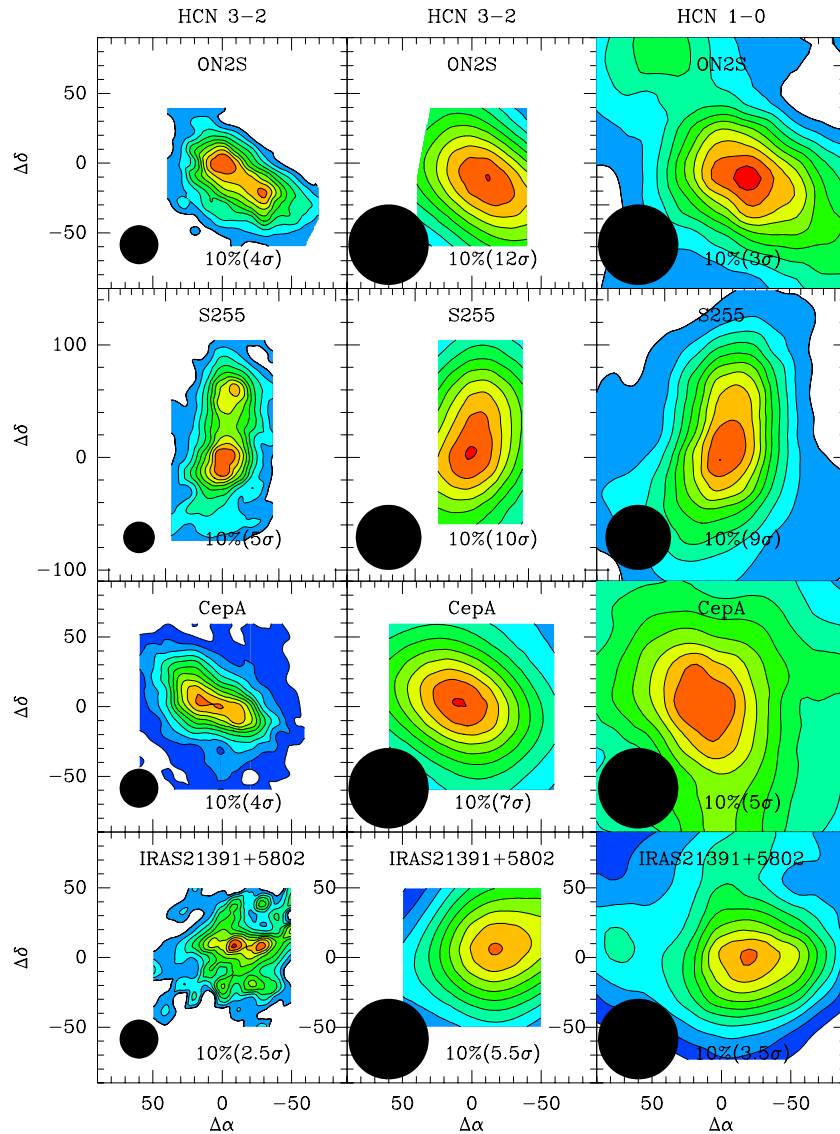 HCN 3−2 HCN 3−2 HCN 1−0
ON2S ON2S ON2S
50
0
−50
Δδ
10%(4σ) 10%(12σ) 10%(3σ)
S255 S255 S255
100
0
−100
Δδ
10%(5σ) 10%(10σ) 10%(9σ)
CepA CepA CepA
50
0
−50
Δδ
10%(4σ) 10%(7σ) 10%(5σ)
IRAS21391+5802 IRAS21391+5802 IRAS21391+5802
50 50 50
0 0 0
−50 −50 −50
Δδ
10%(2.5σ) 10%(5.5σ) 10%(3.5σ)
50 0 −50 50 0 −50 50 0 −50
Δα Δα Δα